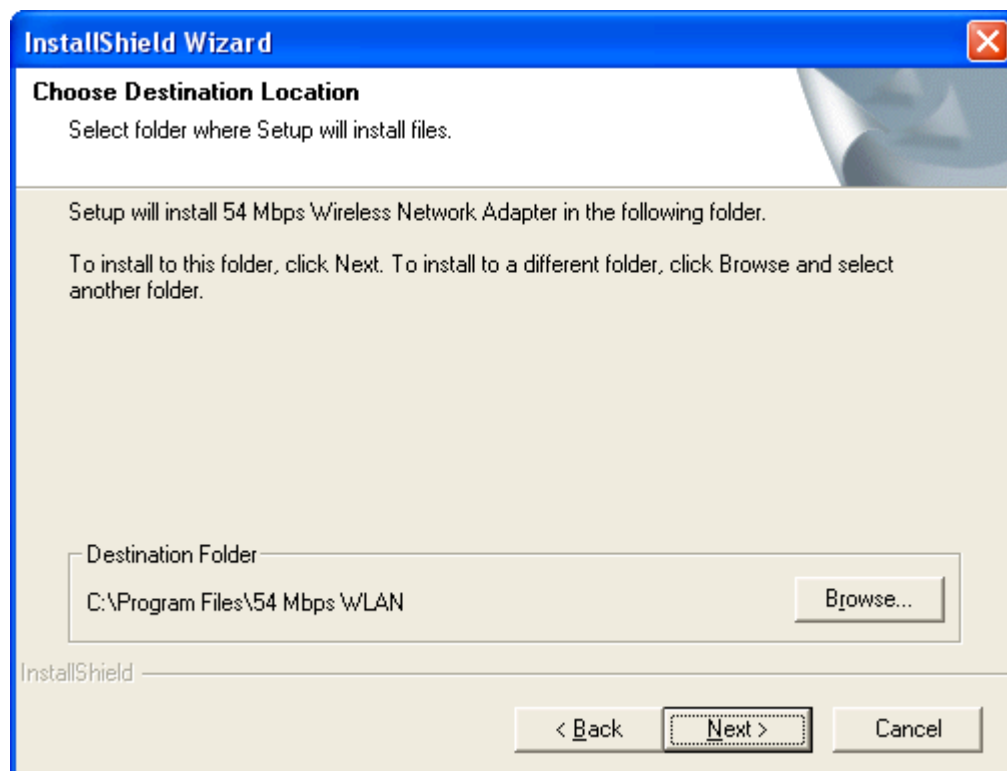 InstallShield Wizard
Choose Destination Location
Select folder where Setup will install files.
Setup will install 54 Mbps Wireless Network Adapter in the following folder.
To install to this folder, click Next. To install to a different folder, click Browse and select
another folder.
Destination Folder
C:\Program Files\54 Mbps WLAN
Browse...
InstallShield
< Back
Next >
Cancel